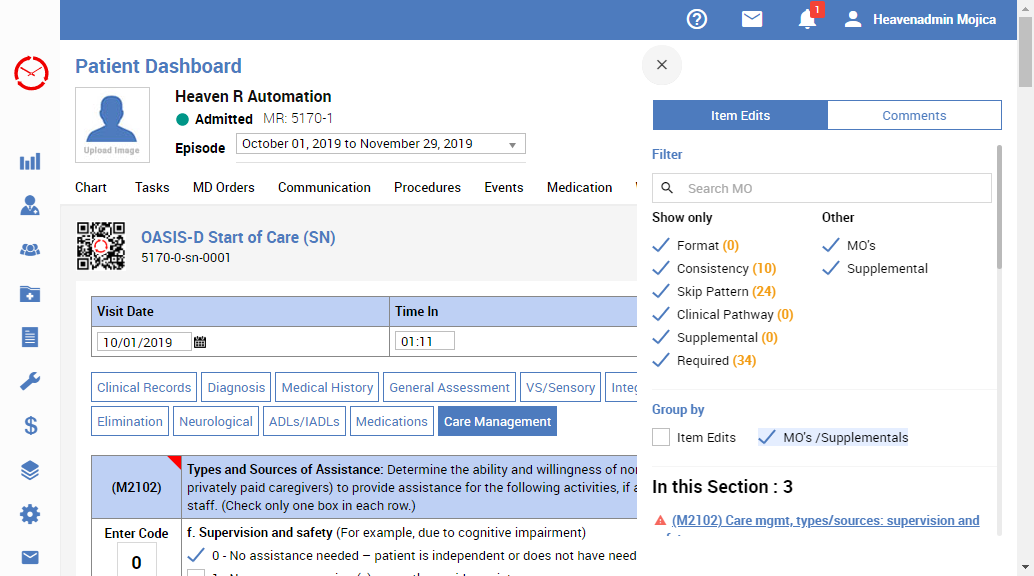 1
Heavenadmin Mojica
Patient Dashboard
Heaven R Automation
Upload Image
Admitted MR: 5170-1
Episode October 01, 2019 to November 29, 2019
Chart Tasks MD Orders Communication Procedures Events Medication
OASIS-D Start of Care (SN)
5170-0-sn-0001
Visit Date Time In
10/01/2019 01:11
Clinical Records Diagnosis Medical History General Assessment VS/Sensory Integ
Elimination Neurological ADLs/IADLs Medications Care Management
(M2102)
Types and Sources of Assistance: Determine the ability and willingness of non
privately paid caregivers) to provide assistance for the following activities, if a
staff. (Check only one box in each row.)
Enter Code
0
f. Supervision and safety (For example, due to cognitive impairment)
0 - No assistance needed – patient is independent or does not have need
Item Edits Comments
Filter
Search MO
Show only Other
Format (0) MO's
Consistency (10) Supplemental
Skip Pattern (24)
Clinical Pathway (0)
Supplemental (0)
Required (34)
Group by
Item Edits MO's /Supplementals
In this Section : 3
(M2102) Care mgmt, types/sources: supervision and